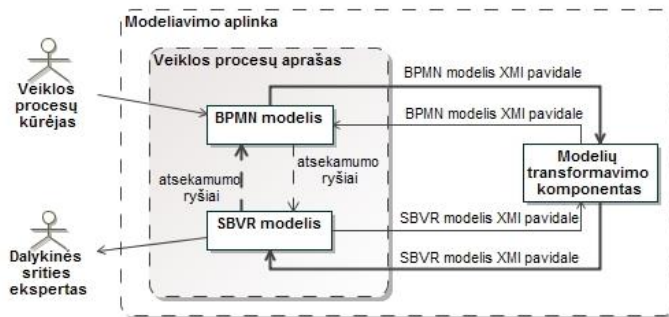 Modeliavimo aplinka
Veiklos procesų aprašas
Veiklos
procesų
kūrėjas
BPMN modelis
atsekamumo
ryšiai
atsekamumo
ryšiai
SBVR modelis
Dalykinės
srities
ekspertas
BPMN modelis XMI pavidale
BPMN modelis XMI pavidale
Modelių
transformavimo
komponentas
SBVR modelis XMI pavidale
SBVR modelis XMI pavidale